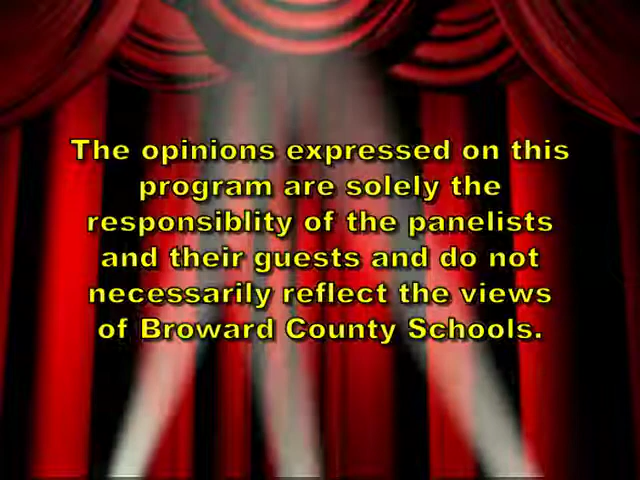 The opinions expressed on this
program are solely the
responsiblity of the panelists
and their guests and do not
necessarily reflect the views
of Broward County Schools.